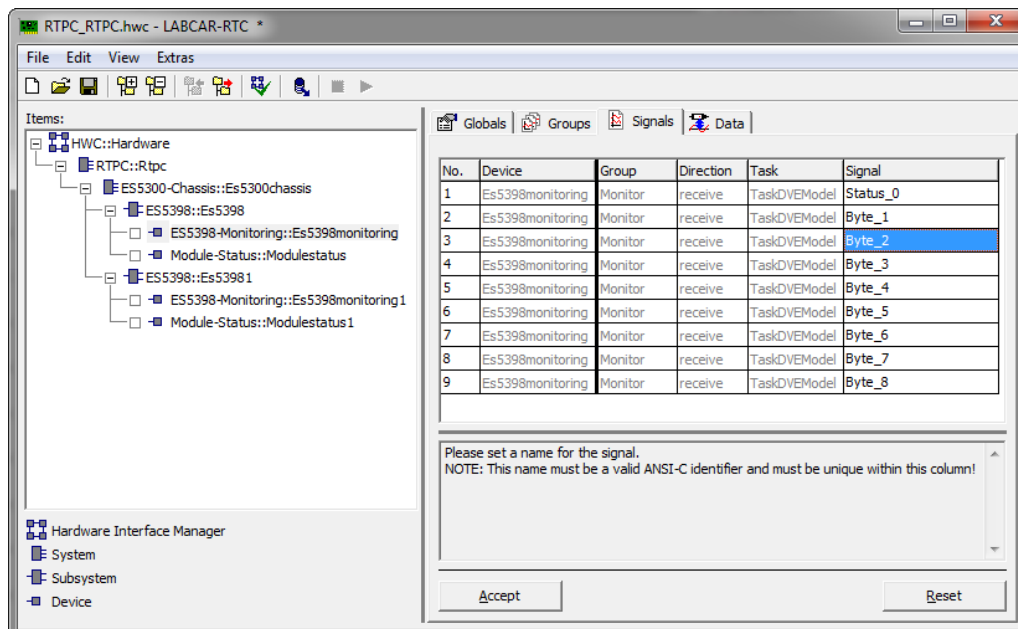 RTPC_RTPC.hwc - LABCAR-RTC *
File Edit View Extras
Items:
HWC::Hardware
RTPC::Rtpc
ES5300-Chassis::Es5300chassis
ES5398::Es5398
ES5398-Monitoring::Es5398monitoring
Module-Status::Modulestatus
ES5398::Es53981
ES5398-Monitoring::Es5398monitoring1
Module-Status::Modulestatus1
Hardware Interface Manager
System
Subsystem
Device
Globals Groups Signals Data
No. Device Group Direction Task Signal
1 Es5398monitoring Monitor receive TaskDVEModel Status_0
2 Es5398monitoring Monitor receive TaskDVEModel Byte_1
3 Es5398monitoring Monitor receive TaskDVEModel Byte_2
4 Es5398monitoring Monitor receive TaskDVEModel Byte_3
5 Es5398monitoring Monitor receive TaskDVEModel Byte_4
6 Es5398monitoring Monitor receive TaskDVEModel Byte_5
7 Es5398monitoring Monitor receive TaskDVEModel Byte_6
8 Es5398monitoring Monitor receive TaskDVEModel Byte_7
9 Es5398monitoring Monitor receive TaskDVEModel Byte_8
Please set a name for the signal.
NOTE: This name must be a valid ANSI-C identifier and must be unique within this column!
Accept Reset